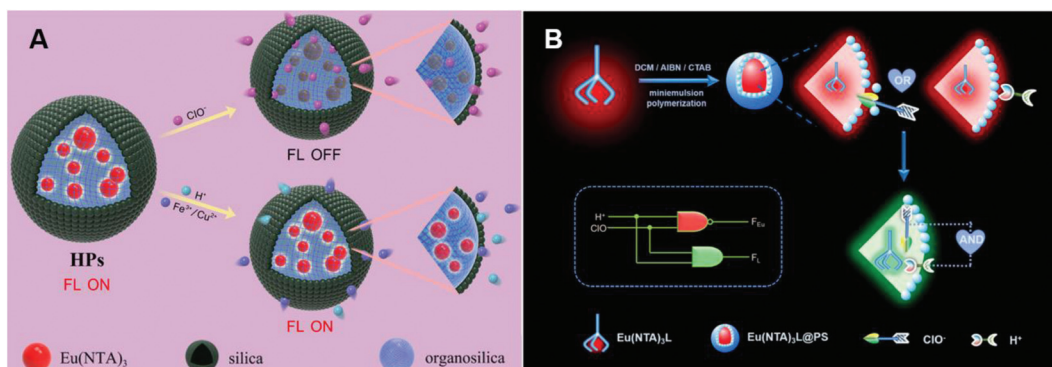 A
ClO⁻
FL OFF
H⁺
Fe³⁺/Cu²⁺
HPs
FL ON
FL ON
Eu(NTA)₃
silica
organosilica
B
DCM / AIBN / CTAB
miniemulsion
polymerization
OR
H⁺
ClO⁻
F_Eu
F_L
AND
Eu(NTA)₃L
Eu(NTA)₃L@PS
ClO⁻
H⁺